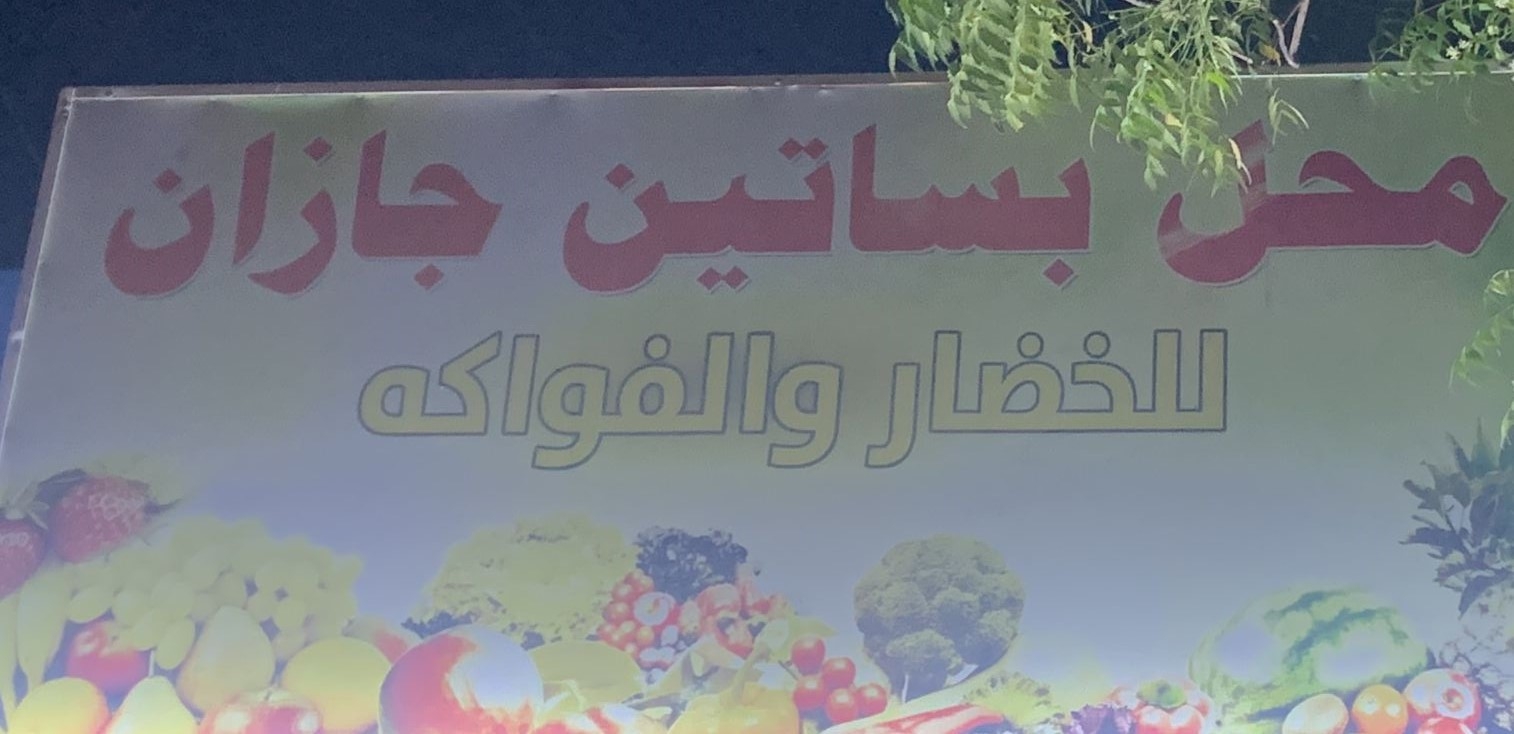 محل بساتين جازان
للخضار والفواكه